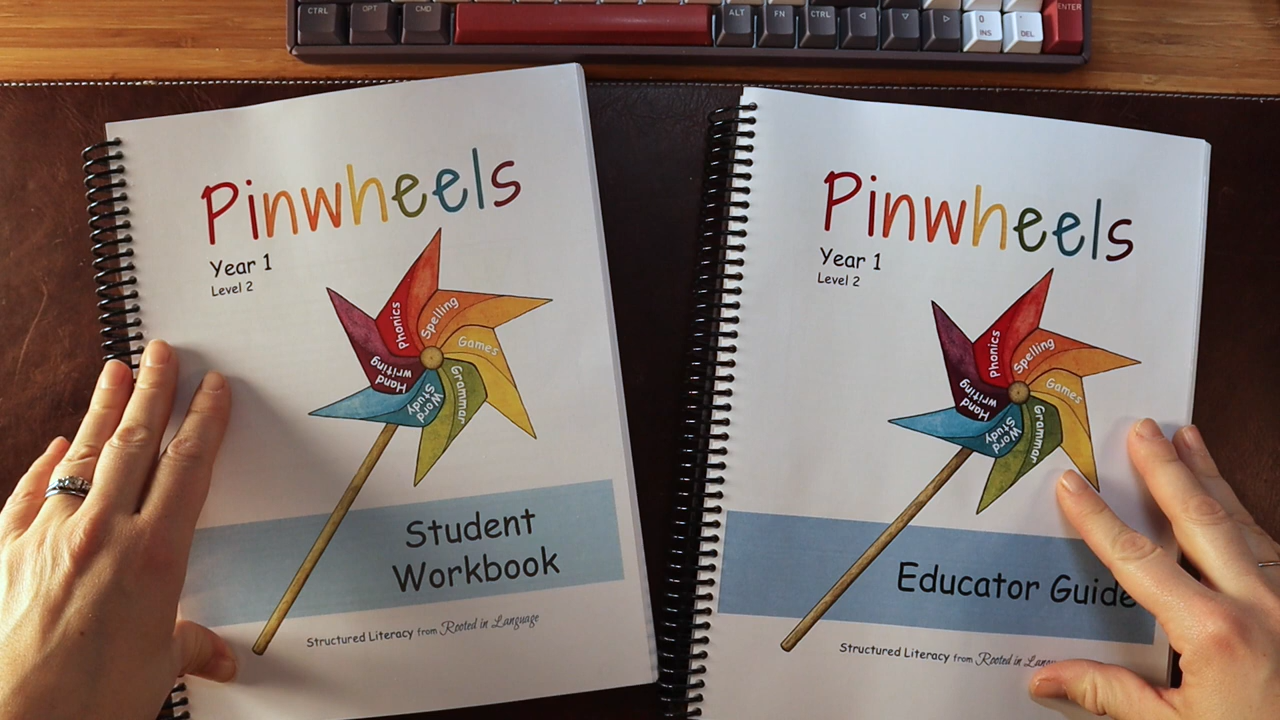 CTRL
OPT
CMD
ALT
FN
CTRL
0
INS
DEL
ENTER
Pinwheels
Year 1
Level 2
Phonics
Spelling
Games
Grammar
Word
Study
Hand
writing
Student
Workbook
Structured Literacy from Rooted in Language
Pinwheels
Year 1
Level 2
Phonics
Spelling
Games
Grammar
Word
Study
Hand
writing
Educator Guide
Structured Literacy from Rooted in